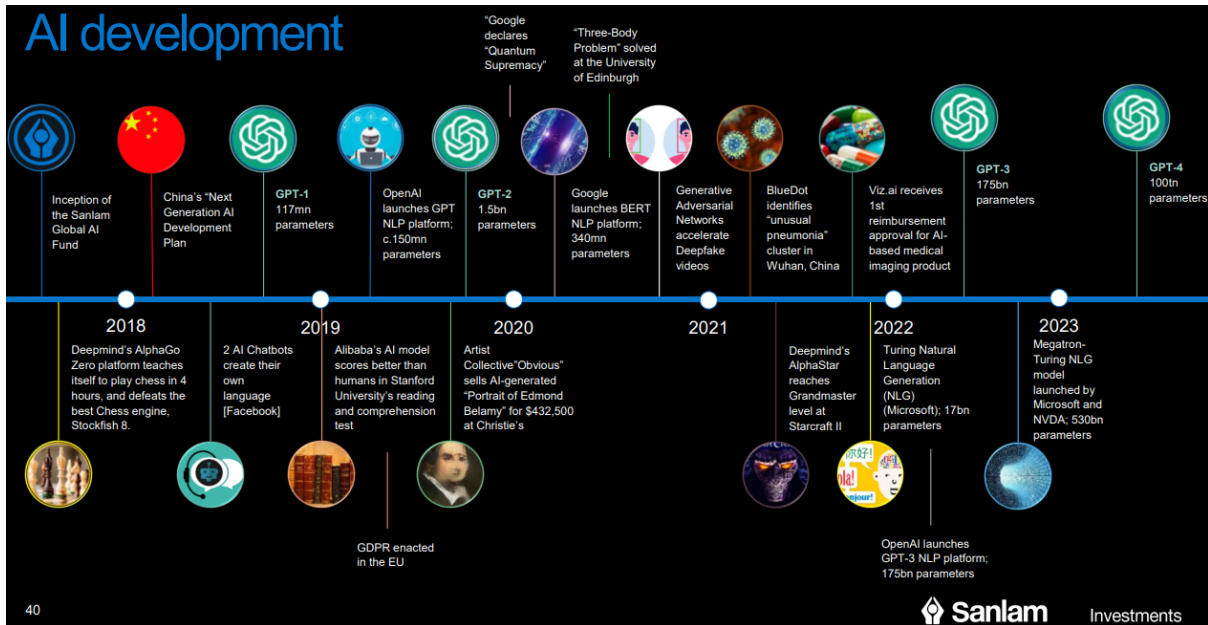 AI development
“Google
declares
“Quantum
Supremacy”
“Three-Body
Problem” solved
at the University
of Edinburgh
Inception of
the Sanlam
Global AI
Fund
China’s “Next
Generation AI
Development
Plan
GPT-1
117mn
parameters
OpenAI
launches GPT
NLP platform;
c.150mn
parameters
GPT-2
1.5bn
parameters
Google
launches BERT
NLP platform;
340mn
parameters
Generative
Adversarial
Networks
accelerate
Deepfake
videos
BlueDot
identifies
“unusual
pneumonia”
cluster in
Wuhan, China
Viz.ai receives
1st
reimbursement
approval for AI-
based medical
imaging product
GPT-3
175bn
parameters
GPT-4
100tn
parameters
2018
2019
2020
2021
2022
2023
Deepmind’s AlphaGo
Zero platform teaches
itself to play chess in 4
hours, and defeats the
best Chess engine,
Stockfish 8.
2 AI Chatbots
create their
own
language
[Facebook]
Alibaba’s AI model
scores better than
humans in Stanford
University’s reading
and comprehension
test
Artist
Collective”Obvious”
sells AI-generated
“Portrait of Edmond
Belamy” for $432,500
at Christie’s
Deepmind’s
AlphaStar
reaches
Grandmaster
level at
Starcraft II
Turing Natural
Language
Generation
(NLG)
(Microsoft); 17bn
parameters
Megatron-
Turing NLG
model
launched by
Microsoft and
NVDA; 530bn
parameters
你好!
ola!
onjour!
GDPR enacted
in the EU
OpenAI launches
GPT-3 NLP platform;
175bn parameters
40
Sanlam
Investments